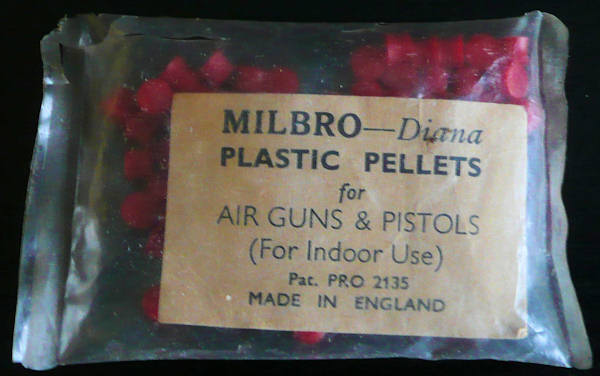 MILBRO—Diana
PLASTIC PELLETS
for
AIR GUNS & PISTOLS
(For Indoor Use)
Pat. PRO 2135
MADE IN ENGLAND